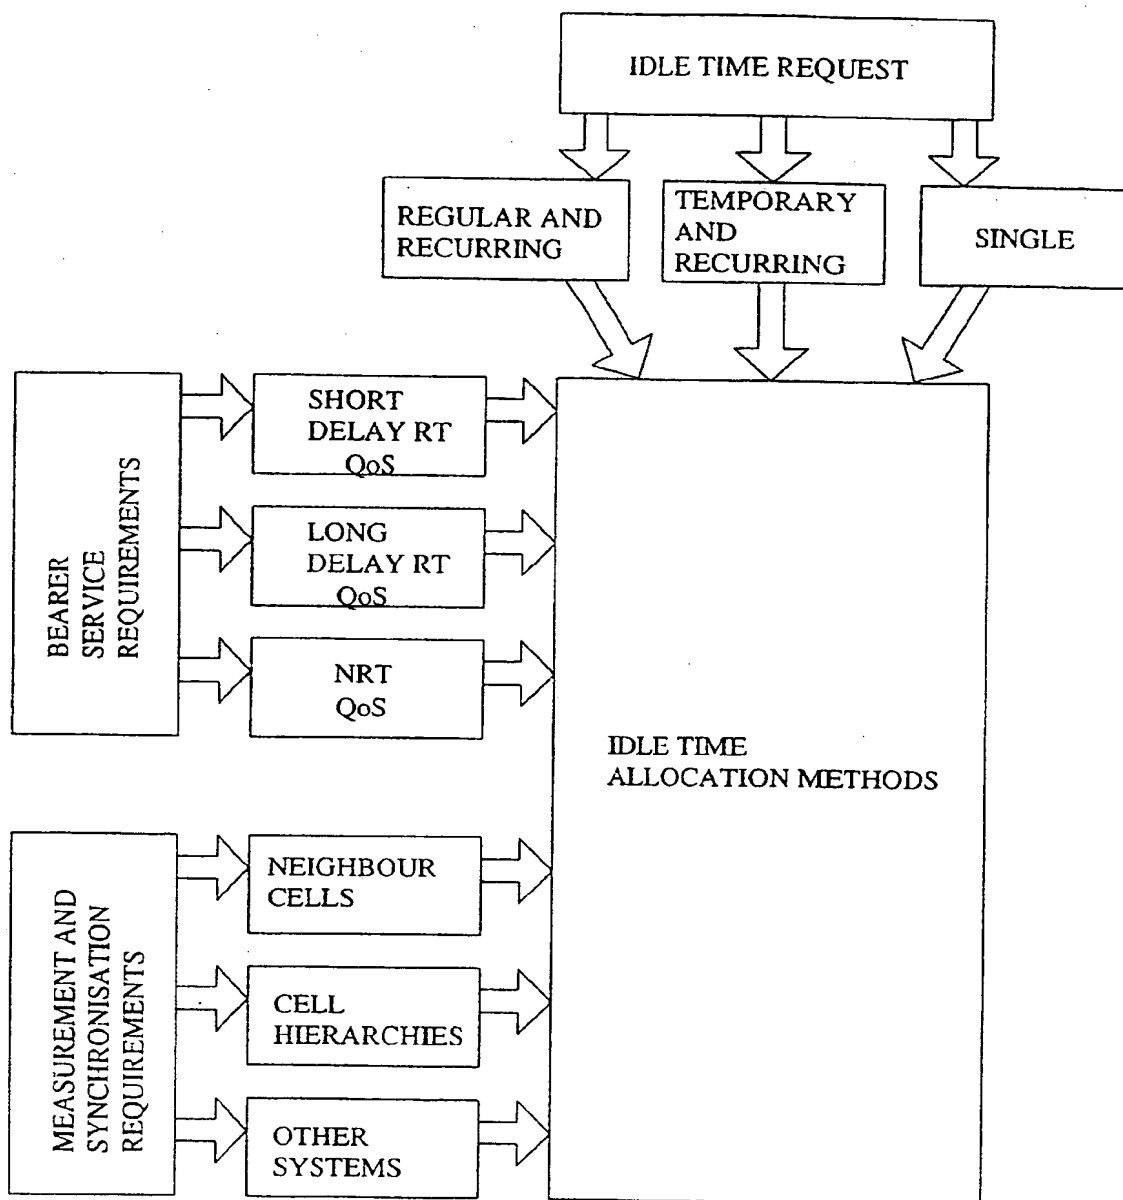 IDLE TIME REQUEST
REGULAR AND
RECURRING
TEMPORARY
AND
RECURRING
SINGLE
BEARER
SERVICE
REQUIREMENTS
SHORT
DELAY RT
QoS
LONG
DELAY RT
QoS
NRT
QoS
IDLE TIME
ALLOCATION METHODS
MEASUREMENT AND
SYNCHRONISATION
REQUIREMENTS
NEIGHBOUR
CELLS
CELL
HIERARCHIES
OTHER
SYSTEMS